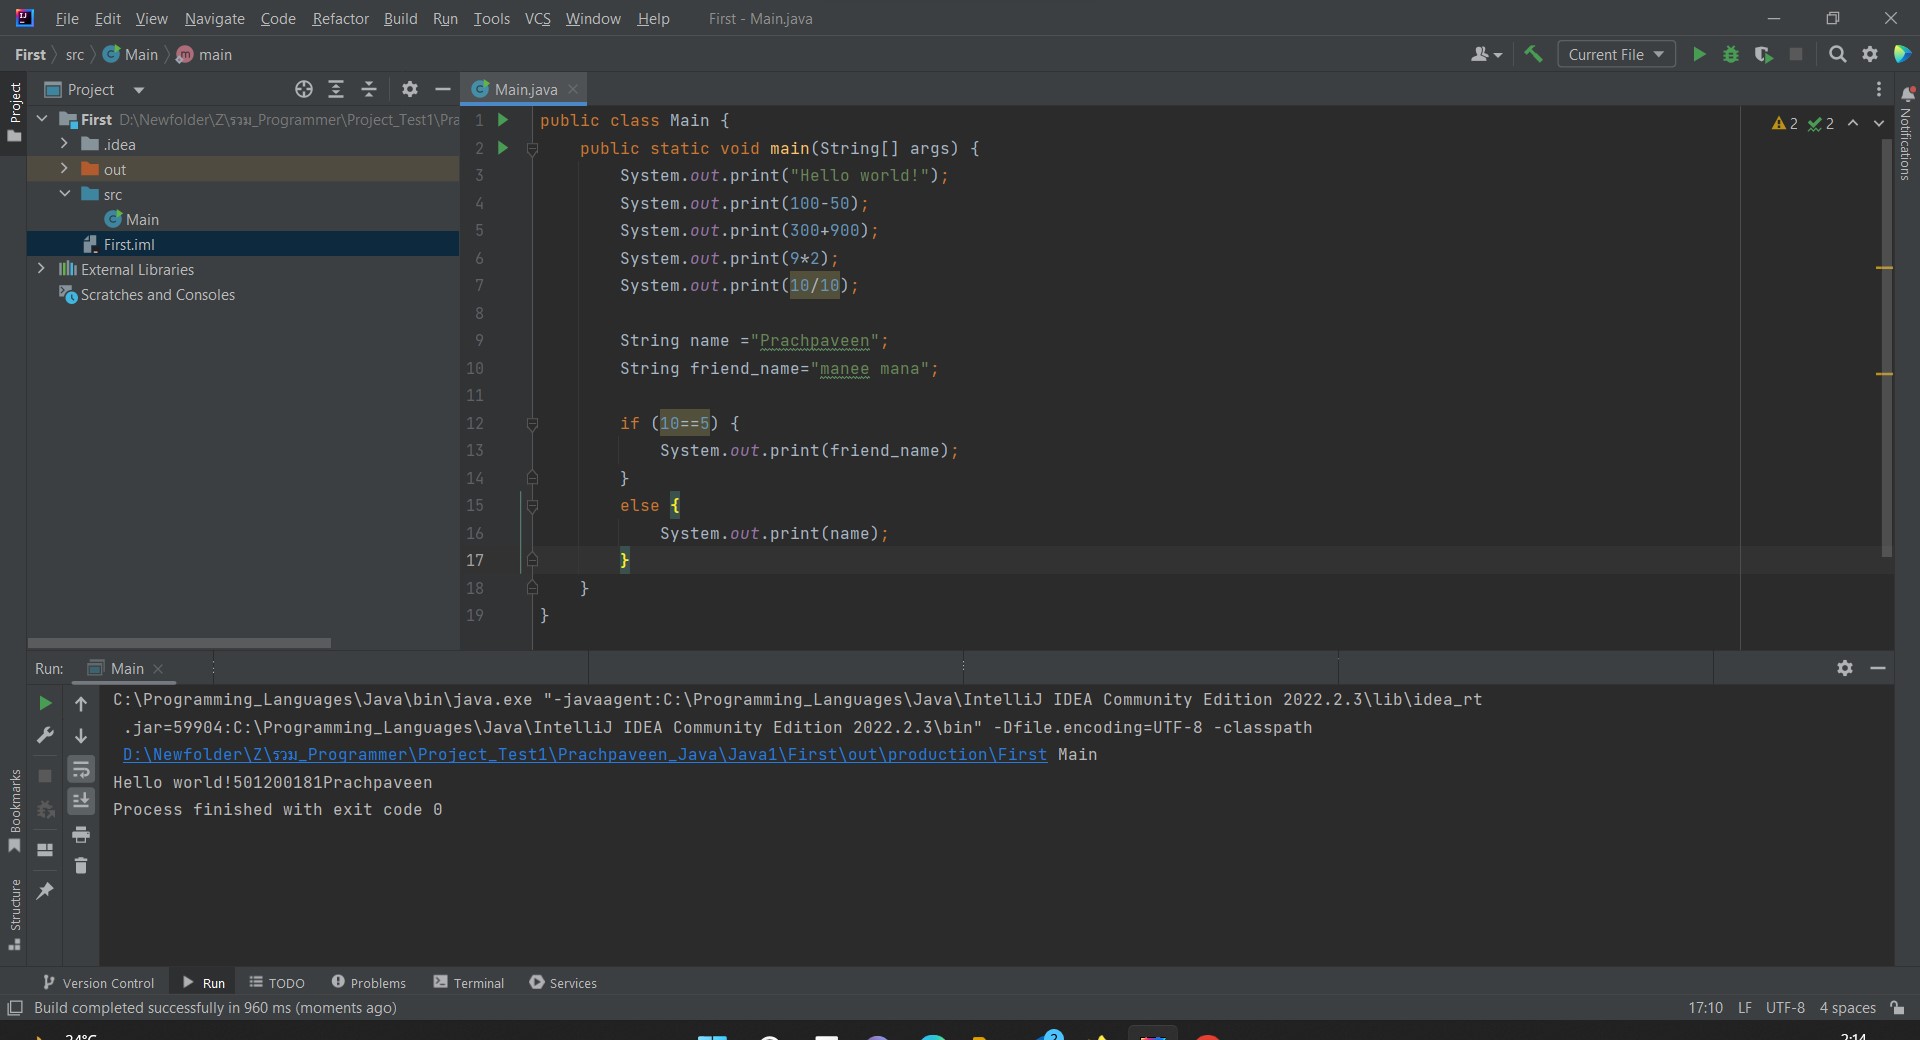 File Edit View Navigate Code Refactor Build Run Tools VCS Window Help First - Main.java
First src Main main Current File
Project Main.java
First D:\Newfolder\Z\รวม_Programmer\Project_Test1\Pra
.idea
out
src
Main
First.iml
External Libraries
Scratches and Consoles
Project
Bookmarks
Structure
Notifications
2 2
1 public class Main {
2 public static void main(String[] args) {
3 System.out.print("Hello world!");
4 System.out.print(100-50);
5 System.out.print(300+900);
6 System.out.print(9*2);
7 System.out.print(10/10);
8
9 String name ="Prachpaveen";
10 String friend_name="manee mana";
11
12 if (10==5) {
13 System.out.print(friend_name);
14 }
15 else {
16 System.out.print(name);
17 }
18 }
19 }
Run: Main
C:\Programming_Languages\Java\bin\java.exe "-javaagent:C:\Programming_Languages\Java\IntelliJ IDEA Community Edition 2022.2.3\lib\idea_rt
.jar=59904:C:\Programming_Languages\Java\IntelliJ IDEA Community Edition 2022.2.3\bin" -Dfile.encoding=UTF-8 -classpath
D:\Newfolder\Z\รวม_Programmer\Project_Test1\Prachpaveen_Java\Java1\First\out\production\First Main
Hello world!501200181Prachpaveen
Process finished with exit code 0
Version Control Run TODO Problems Terminal Services
Build completed successfully in 960 ms (moments ago) 17:10 LF UTF-8 4 spaces